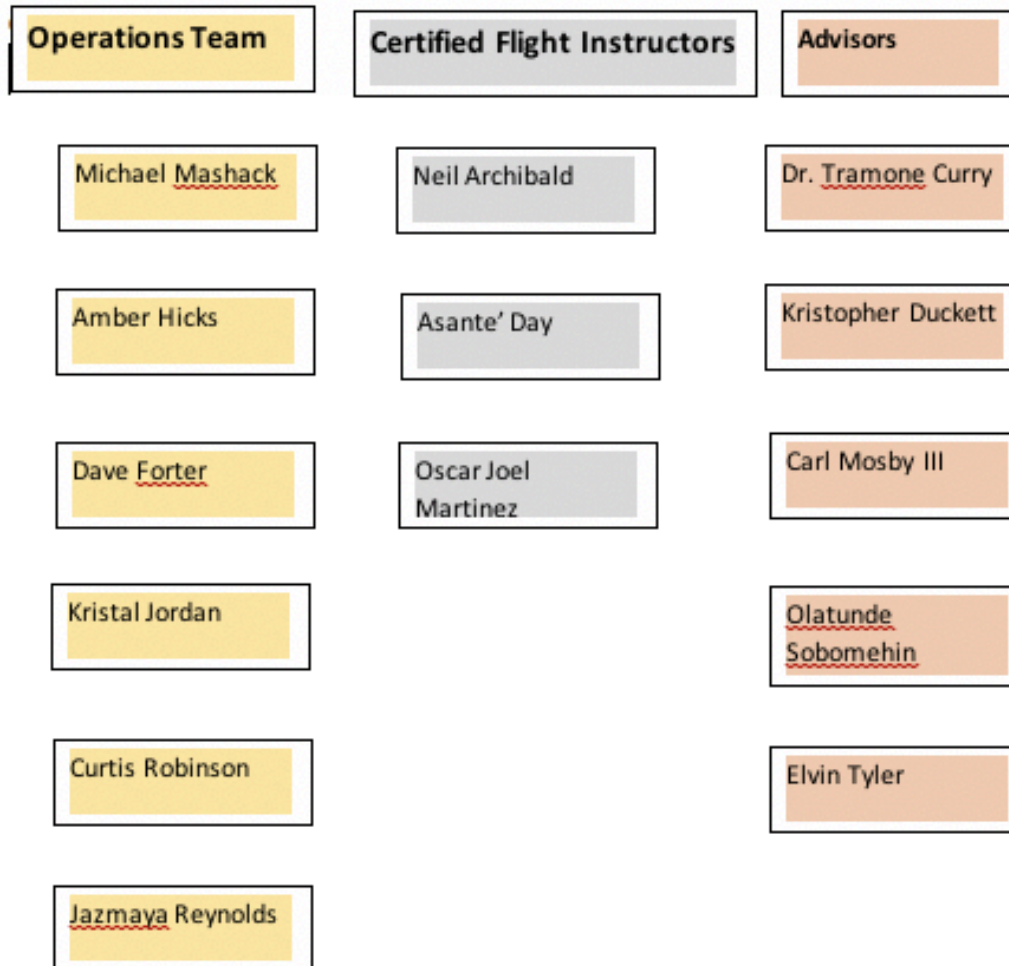 Operations Team
Certified Flight Instructors
Advisors
Michael Mashack
Neil Archibald
Dr. Tramone Curry
Amber Hicks
Asante’ Day
Kristopher Duckett
Dave Forter
Oscar Joel
Martinez
Carl Mosby III
Kristal Jordan
Olatunde
Sobomehin
Curtis Robinson
Elvin Tyler
Jazmaya Reynolds